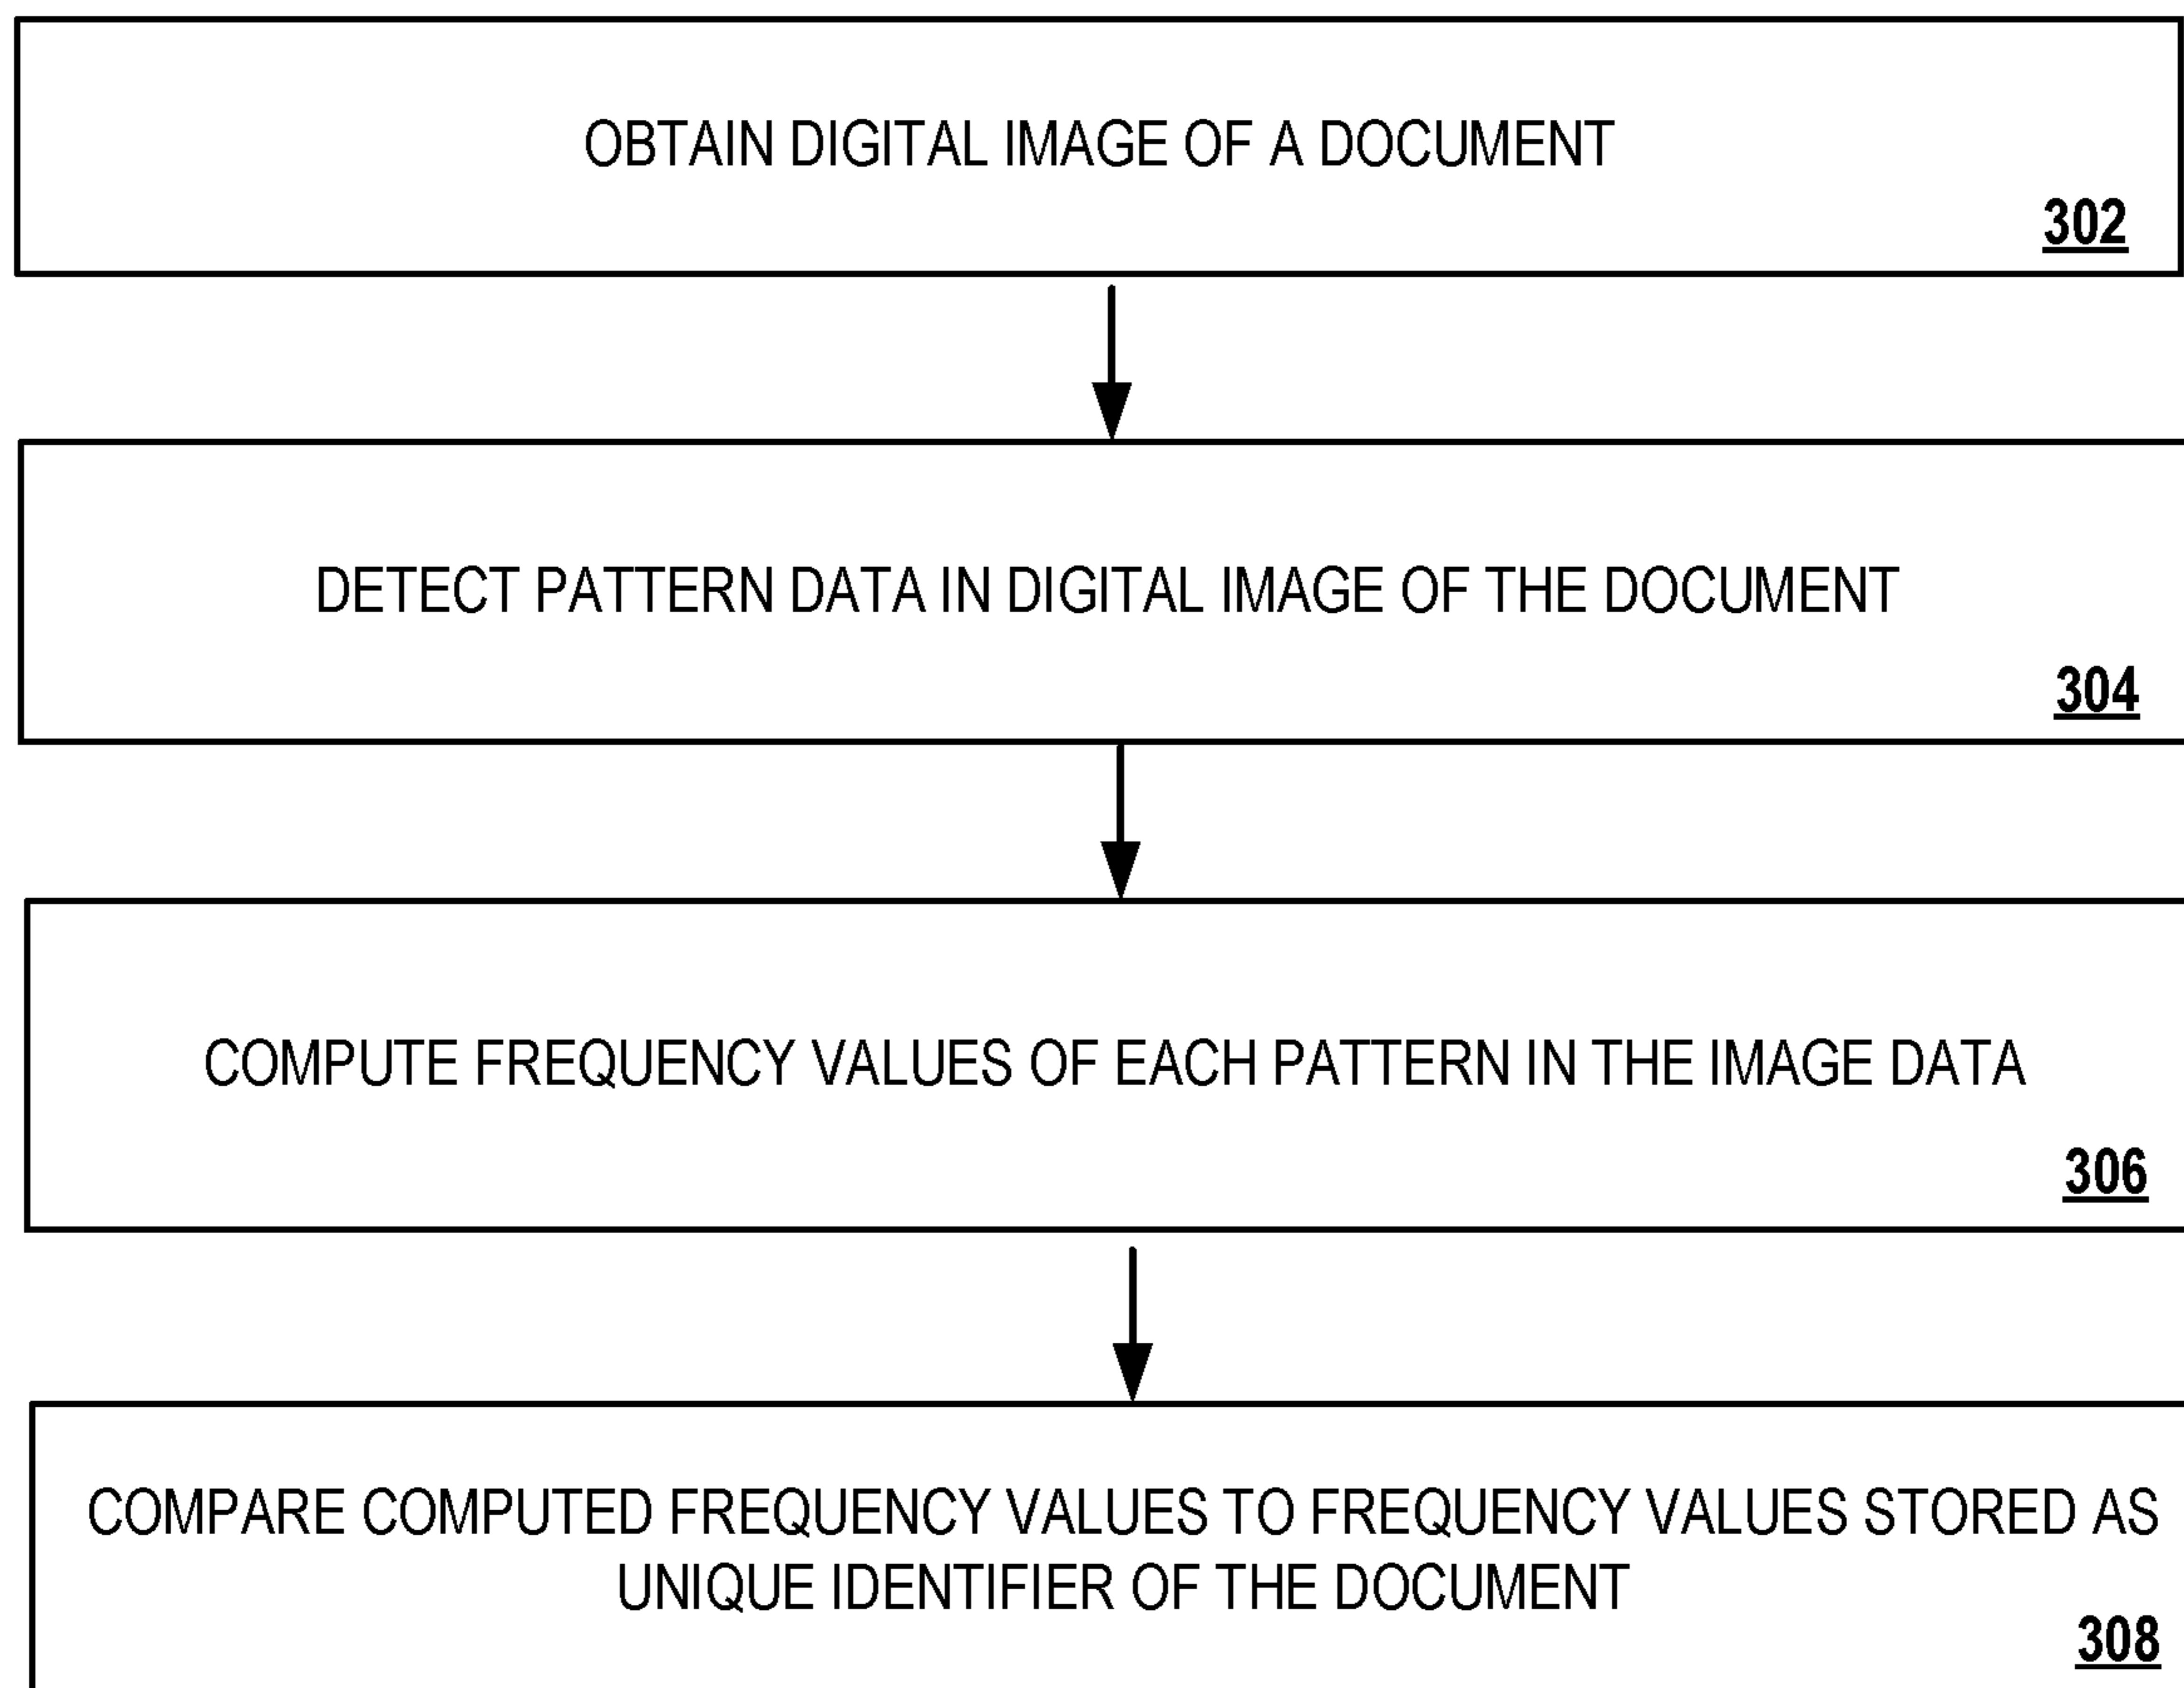 OBTAIN DIGITAL IMAGE OF A DOCUMENT
302
DETECT PATTERN DATA IN DIGITAL IMAGE OF THE DOCUMENT
304
COMPUTE FREQUENCY VALUES OF EACH PATTERN IN THE IMAGE DATA
306
COMPARE COMPUTED FREQUENCY VALUES TO FREQUENCY VALUES STORED AS
UNIQUE IDENTIFIER OF THE DOCUMENT
308